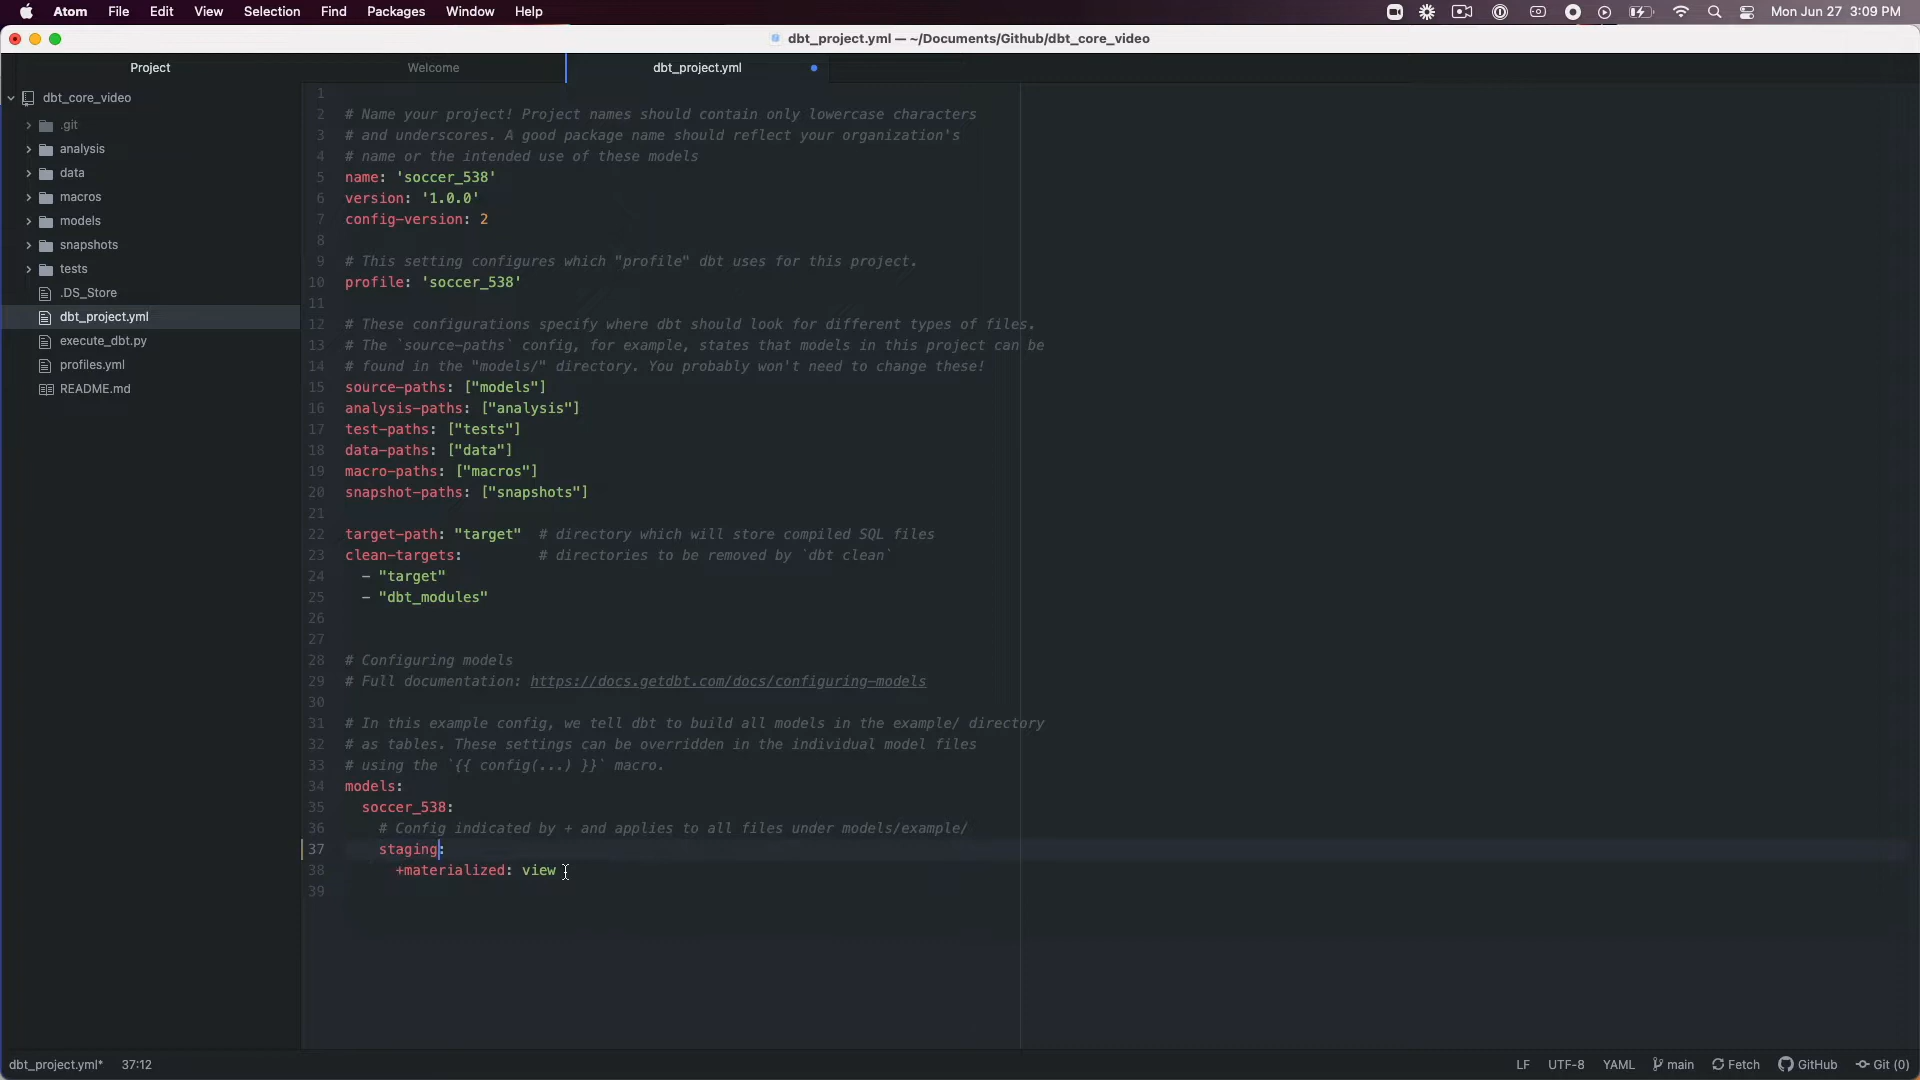 Atom File Edit View Selection Find Packages Window Help Mon Jun 27 3:09 PM
dbt_project.yml — ~/Documents/Github/dbt_core_video
Project Welcome dbt_project.yml
dbt_core_video
.git
analysis
data
macros
models
snapshots
tests
.DS_Store
dbt_project.yml
execute_dbt.py
profiles.yml
README.md
1
2 # Name your project! Project names should contain only lowercase characters
3 # and underscores. A good package name should reflect your organization's
4 # name or the intended use of these models
5 name: 'soccer_538'
6 version: '1.0.0'
7 config-version: 2
8
9 # This setting configures which "profile" dbt uses for this project.
10 profile: 'soccer_538'
11
12 # These configurations specify where dbt should look for different types of files.
13 # The `source-paths` config, for example, states that models in this project can be
14 # found in the "models/" directory. You probably won't need to change these!
15 source-paths: ["models"]
16 analysis-paths: ["analysis"]
17 test-paths: ["tests"]
18 data-paths: ["data"]
19 macro-paths: ["macros"]
20 snapshot-paths: ["snapshots"]
21
22 target-path: "target"  # directory which will store compiled SQL files
23 clean-targets:         # directories to be removed by `dbt clean`
24   - "target"
25   - "dbt_modules"
26
27
28 # Configuring models
29 # Full documentation: https://docs.getdbt.com/docs/configuring-models
30
31 # In this example config, we tell dbt to build all models in the example/ directory
32 # as tables. These settings can be overridden in the individual model files
33 # using the `{{ config(...) }}` macro.
34 models:
35   soccer_538:
36     # Config indicated by + and applies to all files under models/example/
37     staging:
38       +materialized: view
39
dbt_project.yml* 37:12 LF UTF-8 YAML main Fetch GitHub Git (0)